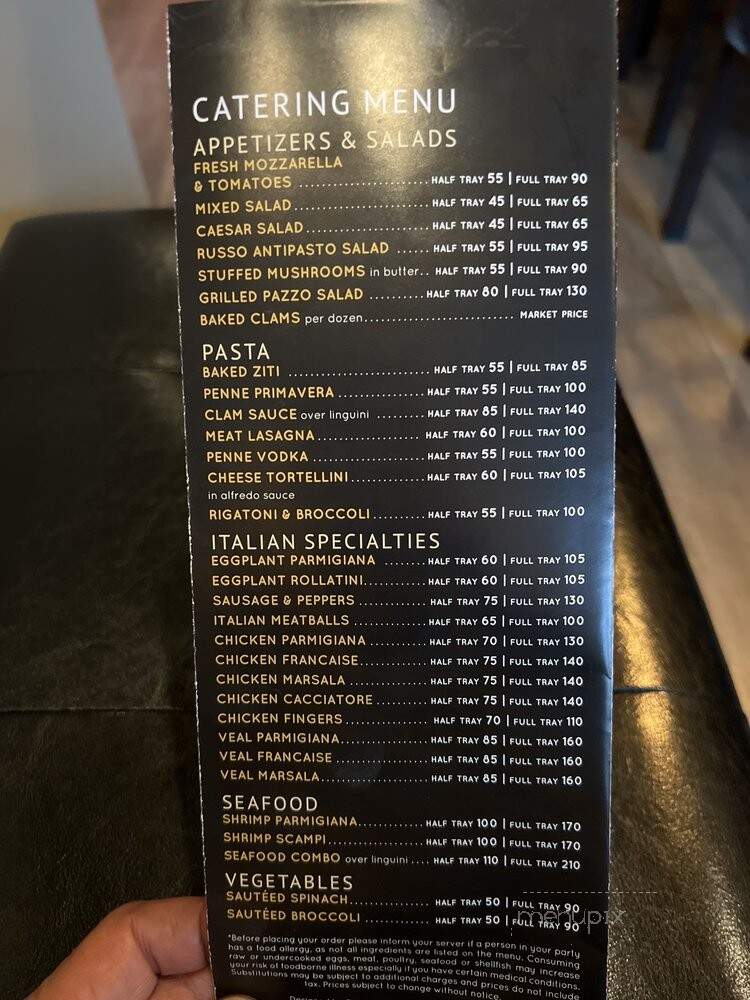 CATERING MENU
APPETIZERS & SALADS
FRESH MOZZARELLA
& TOMATOES ........................ HALF TRAY 55 | FULL TRAY 90
MIXED SALAD ........................ HALF TRAY 45 | FULL TRAY 65
CAESAR SALAD ...................... HALF TRAY 45 | FULL TRAY 65
RUSSO ANTIPASTO SALAD ...... HALF TRAY 55 | FULL TRAY 95
STUFFED MUSHROOMS in butter.. HALF TRAY 55 | FULL TRAY 90
GRILLED PAZZO SALAD .......... HALF TRAY 80 | FULL TRAY 130
BAKED CLAMS per dozen ............................ MARKET PRICE
PASTA
BAKED ZITI .......................... HALF TRAY 55 | FULL TRAY 85
PENNE PRIMAVERA ................ HALF TRAY 55 | FULL TRAY 100
CLAM SAUCE over linguini ......... HALF TRAY 85 | FULL TRAY 140
MEAT LASAGNA ................... HALF TRAY 60 | FULL TRAY 100
PENNE VODKA ..................... HALF TRAY 55 | FULL TRAY 100
CHEESE TORTELLINI .............. HALF TRAY 60 | FULL TRAY 105
in alfredo sauce
RIGATONI & BROCCOLI .......... HALF TRAY 55 | FULL TRAY 100
ITALIAN SPECIALTIES
EGGPLANT PARMIGIANA ........ HALF TRAY 60 | FULL TRAY 105
EGGPLANT ROLLATINI ............ HALF TRAY 60 | FULL TRAY 105
SAUSAGE & PEPPERS ............. HALF TRAY 75 | FULL TRAY 130
ITALIAN MEATBALLS .............. HALF TRAY 65 | FULL TRAY 100
CHICKEN PARMIGIANA ........... HALF TRAY 70 | FULL TRAY 130
CHICKEN FRANCAISE ............. HALF TRAY 75 | FULL TRAY 140
CHICKEN MARSALA ............... HALF TRAY 75 | FULL TRAY 140
CHICKEN CACCIATORE .......... HALF TRAY 75 | FULL TRAY 140
CHICKEN FINGERS ................ HALF TRAY 70 | FULL TRAY 110
VEAL PARMIGIANA ................ HALF TRAY 85 | FULL TRAY 160
VEAL FRANCAISE .................. HALF TRAY 85 | FULL TRAY 160
VEAL MARSALA .................... HALF TRAY 85 | FULL TRAY 160
SEAFOOD
SHRIMP PARMIGIANA ............ HALF TRAY 100 | FULL TRAY 170
SHRIMP SCAMPI .................. HALF TRAY 100 | FULL TRAY 170
SEAFOOD COMBO over linguini .... HALF TRAY 110 | FULL TRAY 210
VEGETABLES
SAUTÉED SPINACH ................ HALF TRAY 50 | FULL TRAY 90
SAUTÉED BROCCOLI .............. HALF TRAY 50 | FULL TRAY 90
menupix
*Before placing your order please inform your server if a person in your party
has a food allergy, as not all ingredients are listed on the menu. Consuming
raw or undercooked eggs, meat, poultry, seafood or shellfish may increase
your risk of foodborne illness especially if you have certain medical conditions.
Substitutions may be subject to additional charges and prices do not include
tax. Prices subject to change without notice.